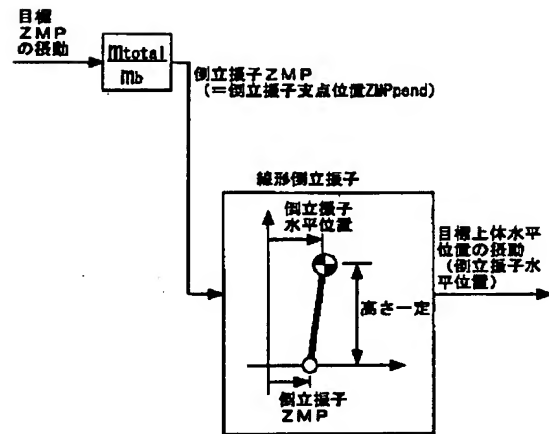 目標
ZMP
の摂動
mtotal
mb
倒立振子ZMP
(=倒立振子支点位置ZMPpend)
線形倒立振子
倒立振子
水平位置
高さ一定
倒立振子
ZMP
目標上体水平
位置の摂動
(倒立振子水
平位置)